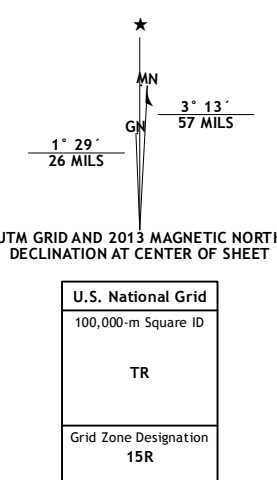 ★
MN
GN
3° 13´
57 MILS
1° 29´
26 MILS
UTM GRID AND 2013 MAGNETIC NORTH
DECLINATION AT CENTER OF SHEET
U.S. National Grid
100,000-m Square ID
TR
Grid Zone Designation
15R